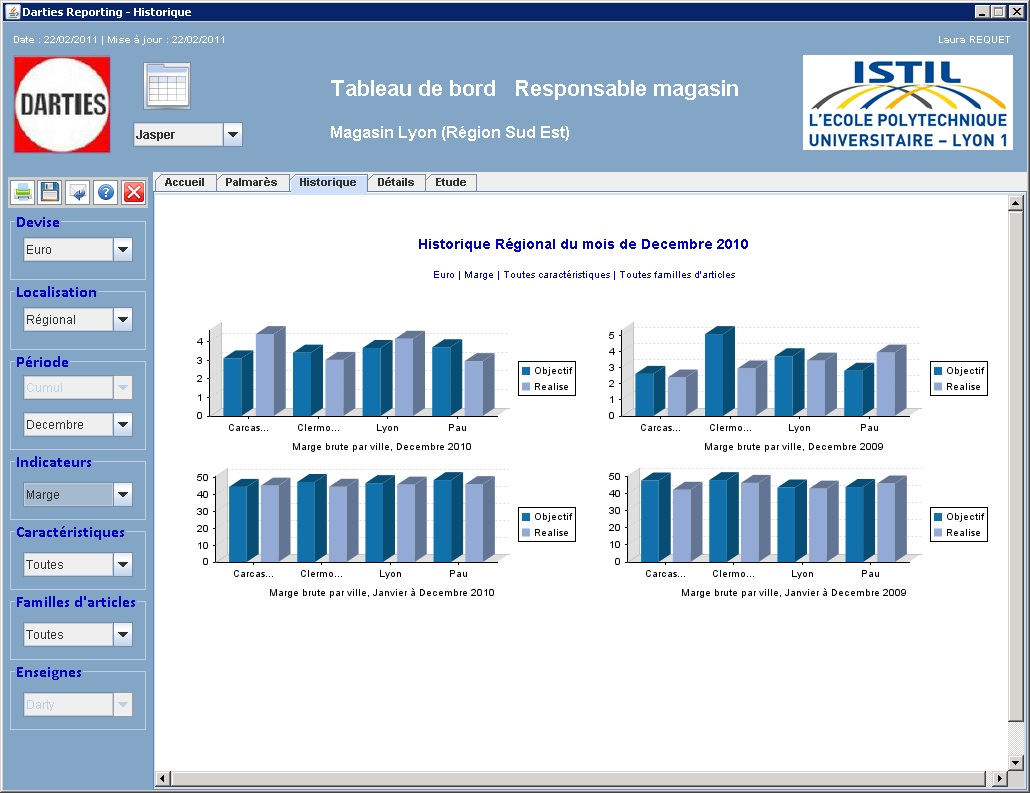 Darties Reporting - Historique
Date : 22/02/2011 | Mise à jour : 22/02/2011
Laura REQUET
DARTIES
Jasper
Tableau de bord Responsable magasin
Magasin Lyon (Région Sud Est)
ISTIL
L'ECOLE POLYTECHNIQUE
UNIVERSITAIRE – LYON 1
Accueil
Palmarès
Historique
Détails
Etude
Devise
Euro
Localisation
Régional
Période
Cumul
Decembre
Indicateurs
Marge
Caractéristiques
Toutes
Familles d'articles
Toutes
Enseignes
Darty
Historique Régional du mois de Decembre 2010
Euro | Marge | Toutes caractéristiques | Toutes familles d'articles
4
3
2
1
0
Carcas... Clermo... Lyon Pau
Marge brute par ville, Decembre 2010
Objectif
Realise
5
4
3
2
1
0
Carcas... Clermo... Lyon Pau
Marge brute par ville, Decembre 2009
Objectif
Realise
50
40
30
20
10
0
Carcas... Clermo... Lyon Pau
Marge brute par ville, Janvier à Decembre 2010
Objectif
Realise
50
40
30
20
10
0
Carcas... Clermo... Lyon Pau
Marge brute par ville, Janvier à Decembre 2009
Objectif
Realise